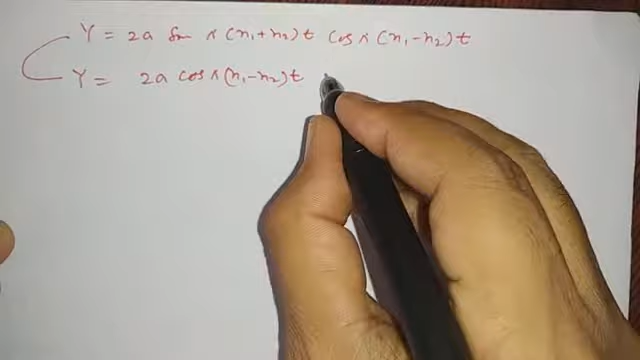 Y = 2a Sin π (n₁+n₂) t Cos π (n₁-n₂) t
Y = 2a Cos π (n₁-n₂) t